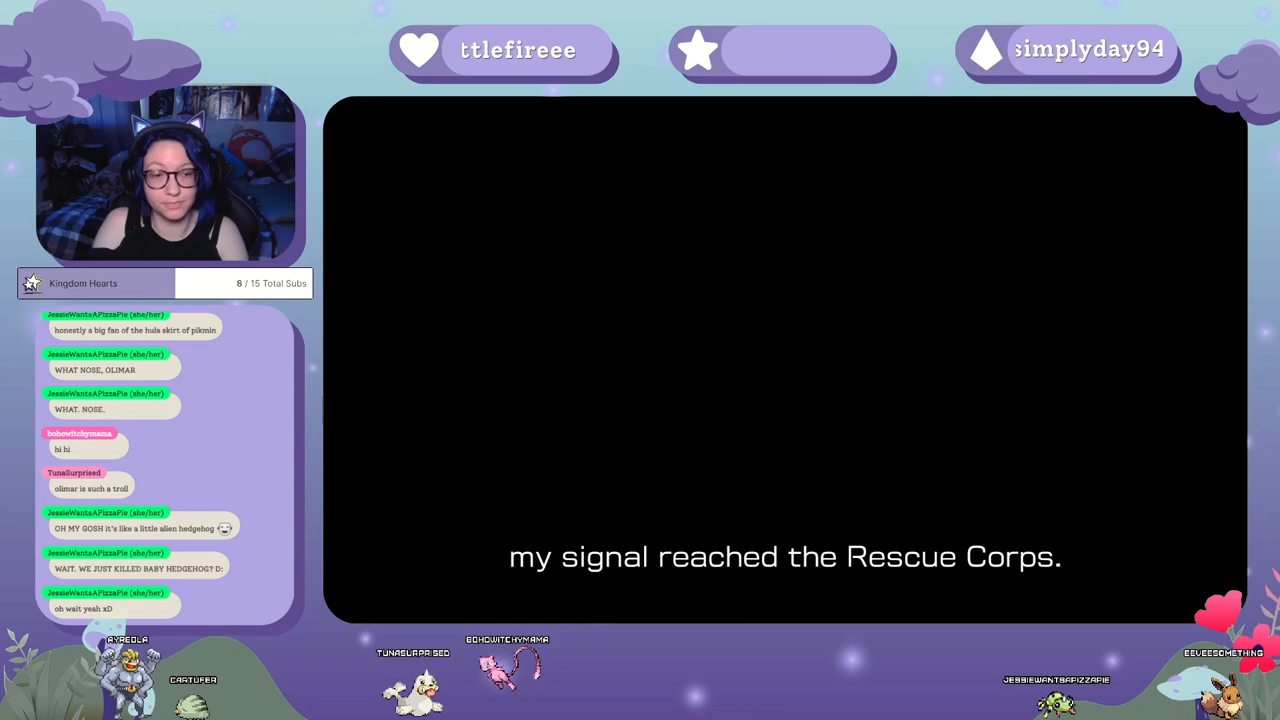 ttlefireee
simplyday94
Kingdom Hearts
8 / 15 Total Subs
JessieWantsAPizzaPie (she/her)
honestly a big fan of the hula skirt of pikmin
JessieWantsAPizzaPie (she/her)
WHAT NOSE, OLIMAR
JessieWantsAPizzaPie (she/her)
WHAT. NOSE.
bohowitchymama
hi hi
TunaSurprised
olimar is such a troll
JessieWantsAPizzaPie (she/her)
OH MY GOSH it's like a little alien hedgehog
JessieWantsAPizzaPie (she/her)
WAIT. WE JUST KILLED BABY HEDGEHOG? D:
JessieWantsAPizzaPie (she/her)
oh wait yeah xD
my signal reached the Rescue Corps.
AYREOLA
CARTUFER
TUNASURPRISED
BOHOWITCHYMAMA
JESSIEWANTSAPIZZAPIE
EEVEESOMETHING